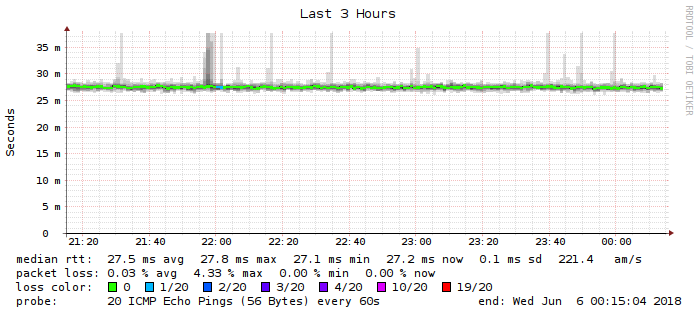 Last 3 Hours
RRDTOOL / TOBI OETIKER
Seconds
35 m
30 m
25 m
20 m
15 m
10 m
5 m
0
21:20 21:40 22:00 22:20 22:40 23:00 23:20 23:40 00:00
median rtt: 27.5 ms avg 27.8 ms max 27.1 ms min 27.2 ms now 0.1 ms sd 221.4 am/s
packet loss: 0.03 % avg 4.33 % max 0.00 % min 0.00 % now
loss color: 0 1/20 2/20 3/20 4/20 10/20 19/20
probe: 20 ICMP Echo Pings (56 Bytes) every 60s end: Wed Jun 6 00:15:04 2018